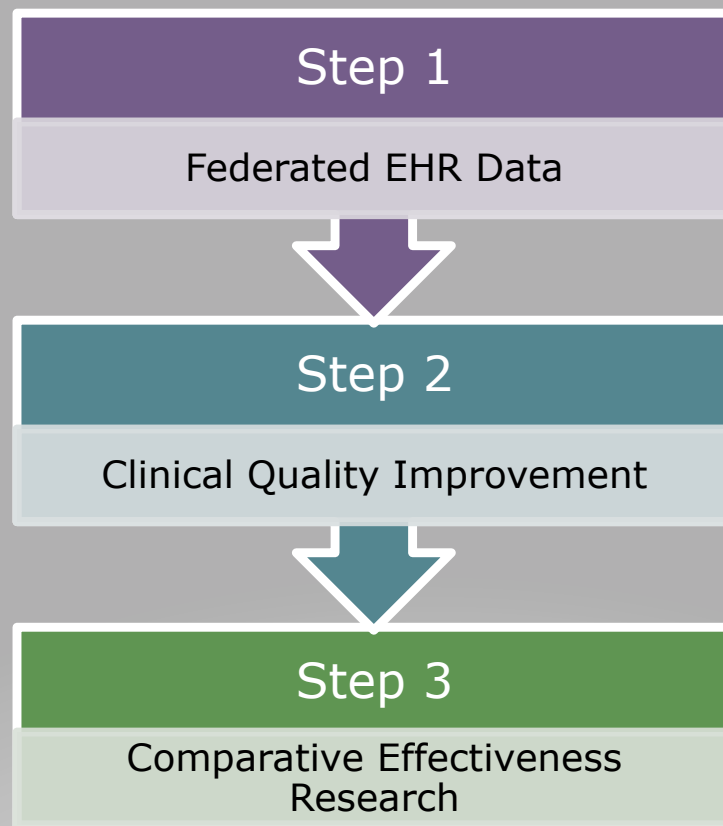 Step 1
Federated EHR Data
Step 2
Clinical Quality Improvement
Step 3
Comparative Effectiveness
Research